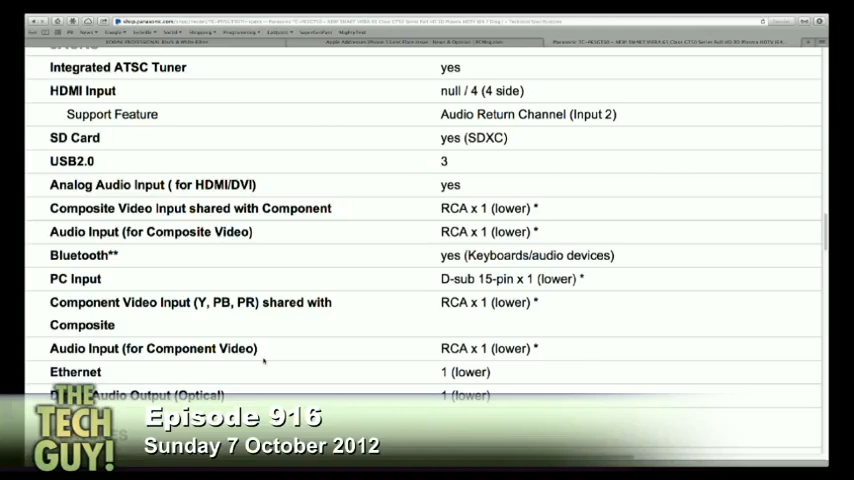 Integrated ATSC Tuner yes
HDMI Input null / 4 (4 side)
Support Feature Audio Return Channel (Input 2)
SD Card yes (SDXC)
USB2.0 3
Analog Audio Input ( for HDMI/DVI) yes
Composite Video Input shared with Component RCA x 1 (lower) *
Audio Input (for Composite Video) RCA x 1 (lower) *
Bluetooth** yes (Keyboards/audio devices)
PC Input D-sub 15-pin x 1 (lower) *
Component Video Input (Y, PB, PR) shared with RCA x 1 (lower) *
Composite
Audio Input (for Component Video) RCA x 1 (lower) *
Ethernet 1 (lower)
Audio Output (Optical) 1 (lower)
THE TECH GUY!
Episode 916
Sunday 7 October 2012